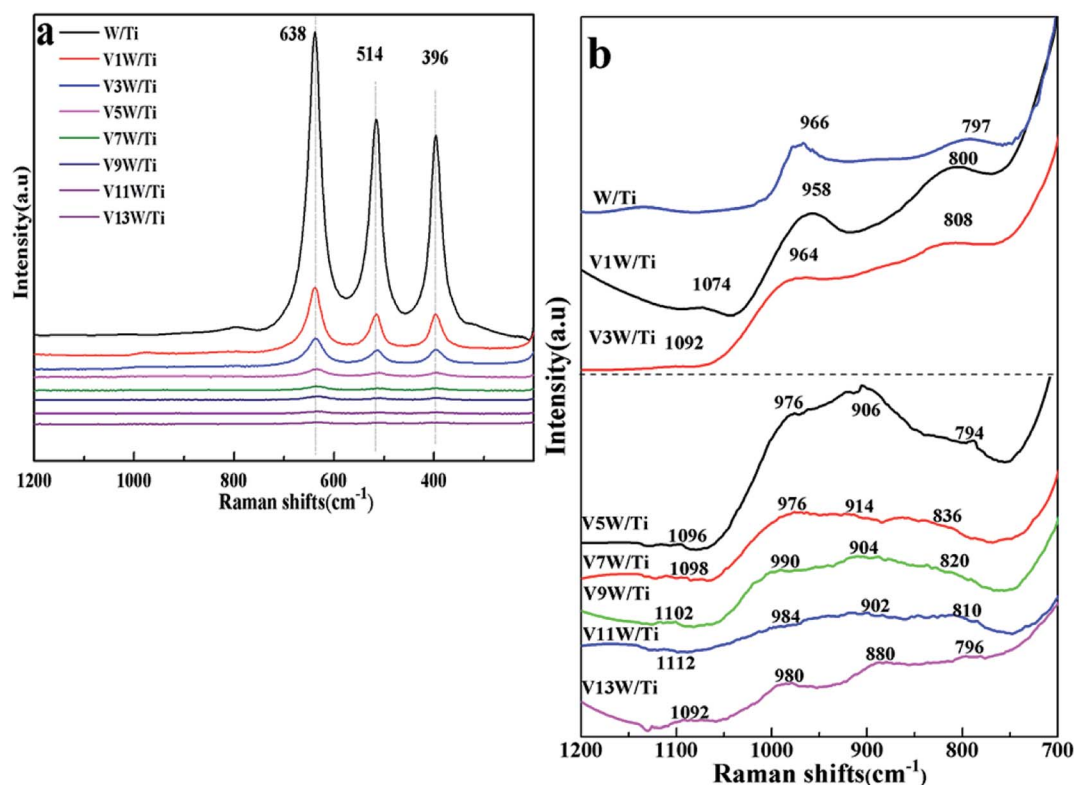 a
W/Ti
V1W/Ti
V3W/Ti
V5W/Ti
V7W/Ti
V9W/Ti
V11W/Ti
V13W/Ti
638
514
396
Intensity(a.u)
1200
1000
800
600
400
Raman shifts(cm-1)
b
966
797
W/Ti
958
800
V1W/Ti
1074
964
808
V3W/Ti
1092
Intensity(a.u)
976
906
794
V5W/Ti
1096
976
914
836
V7W/Ti
1098
990
904
820
V9W/Ti
1102
984
902
810
V11W/Ti
1112
980
880
796
V13W/Ti
1092
1200
1100
1000
900
800
700
Raman shifts(cm-1)